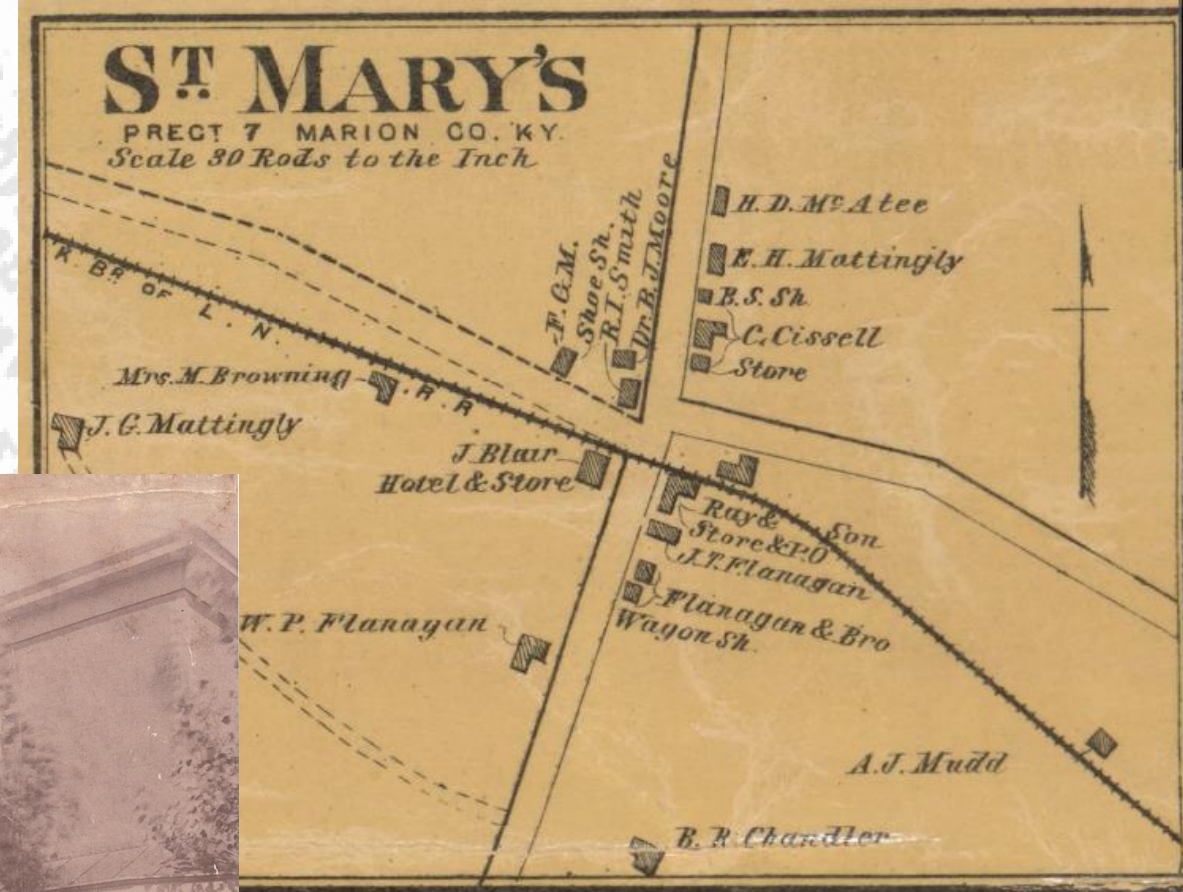 ST. MARY'S
PRECT 7 MARION CO. KY.
Scale 30 Rods to the Inch
H. D. Mc Atee
E. H. Mattingly
B. S. Sh.
C. Cissell
Store
F. G. M.
Shoe Sh.
R. I. Smith
Dr. B. J. Moore
K. BR. OF L. N. R. R.
Mrs. M. Browning
J. G. Mattingly
J. Blair
Hotel & Store
Ray & Son
Store & P.O
J. T. Flanagan
Flanagan & Bro
Wagon Sh.
W. P. Flanagan
A. J. Mudd
B. R Chandler